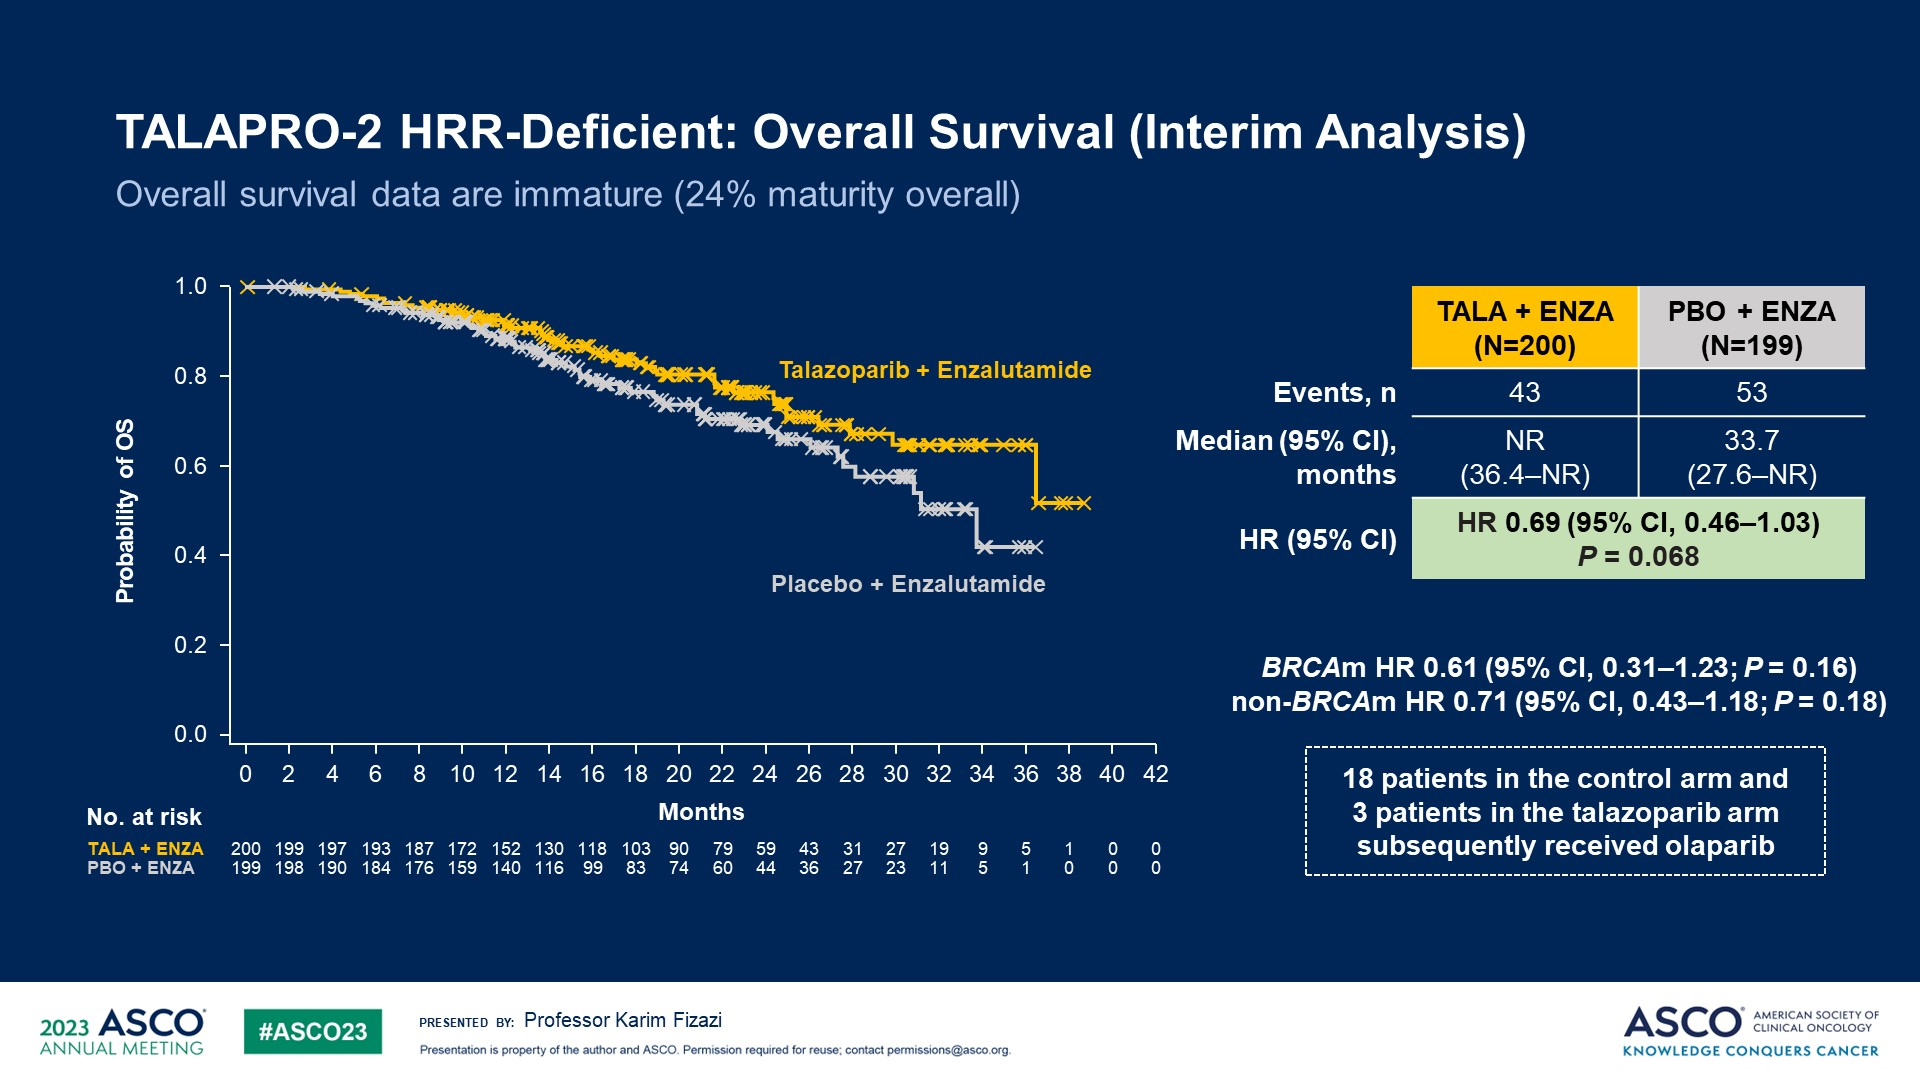 TALAPRO-2 HRR-Deficient: Overall Survival (Interim Analysis)
Overall survival data are immature (24% maturity overall)
Probability of OS
1.0
0.8
0.6
0.4
0.2
0.0
Talazoparib + Enzalutamide
Placebo + Enzalutamide
0 2 4 6 8 10 12 14 16 18 20 22 24 26 28 30 32 34 36 38 40 42
Months
No. at risk
TALA + ENZA 200 199 197 193 187 172 152 130 118 103 90 79 59 43 31 27 19 9 5 1 0 0
PBO + ENZA 199 198 190 184 176 159 140 116 99 83 74 60 44 36 27 23 11 5 1 0 0 0
TALA + ENZA PBO + ENZA
(N=200) (N=199)
Events, n 43 53
Median (95% CI), NR 33.7
months (36.4–NR) (27.6–NR)
HR (95% CI) HR 0.69 (95% CI, 0.46–1.03)
P = 0.068
BRCAm HR 0.61 (95% CI, 0.31–1.23; P = 0.16)
non-BRCAm HR 0.71 (95% CI, 0.43–1.18; P = 0.18)
18 patients in the control arm and
3 patients in the talazoparib arm
subsequently received olaparib
2023 ASCO®
ANNUAL MEETING
#ASCO23
PRESENTED BY: Professor Karim Fizazi
Presentation is property of the author and ASCO. Permission required for reuse; contact permissions@asco.org.
ASCO® AMERICAN SOCIETY OF
CLINICAL ONCOLOGY
KNOWLEDGE CONQUERS CANCER